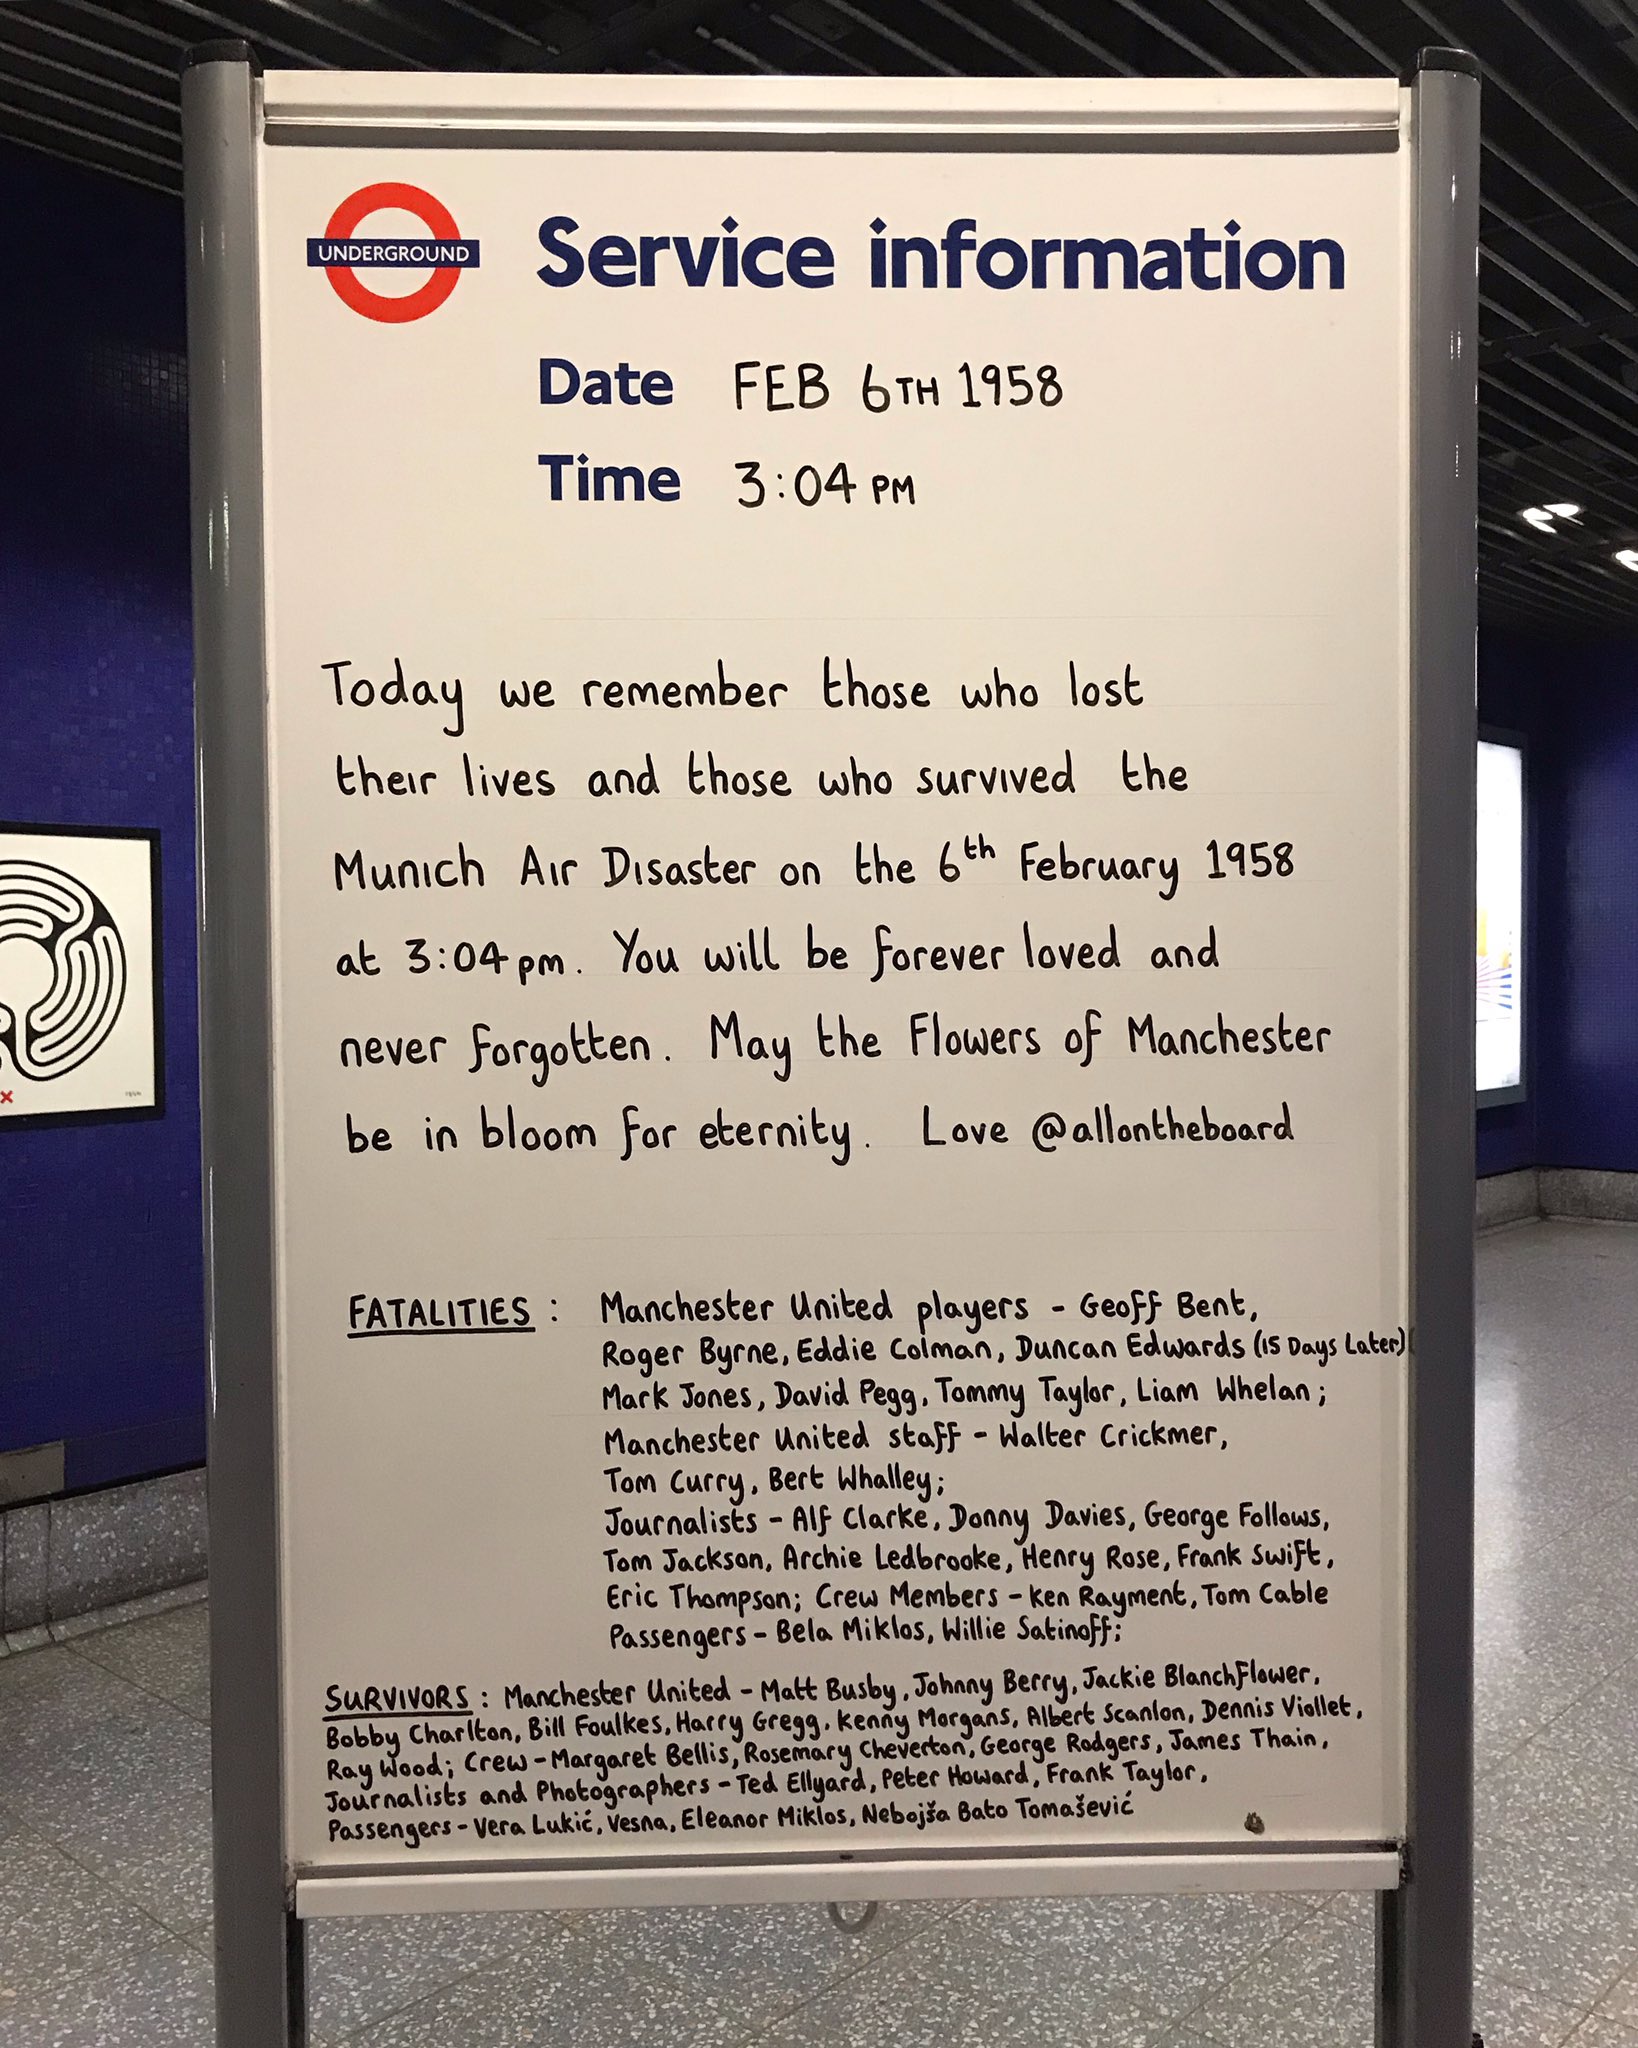 UNDERGROUND
Service information
Date FEB 6TH 1958
Time 3:04 PM
Today we remember those who lost
their lives and those who survived the
Munich Air Disaster on the 6th February 1958
at 3:04pm. You will be forever loved and
never forgotten. May the Flowers of Manchester
be in bloom for eternity. Love @allontheboard
FATALITIES: Manchester United players - Geoff Bent,
Roger Byrne, Eddie Colman, Duncan Edwards (15 Days Later)
Mark Jones, David Pegg, Tommy Taylor, Liam Whelan;
Manchester United staff - Walter Crickmer,
Tom Curry, Bert Whalley;
Journalists - Alf Clarke, Donny Davies, George Follows,
Tom Jackson, Archie Ledbrooke, Henry Rose, Frank Swift,
Eric Thompson; Crew Members - Ken Rayment, Tom Cable
Passengers - Bela Miklos, Willie Satinoff;
SURVIVORS: Manchester United - Matt Busby, Johnny Berry, Jackie Blanchflower,
Bobby Charlton, Bill Foulkes, Harry Gregg, Kenny Morgans, Albert Scanlon, Dennis Viollet,
Ray Wood; Crew - Margaret Bellis, Rosemary Cheverton, George Rodgers, James Thain,
Journalists and Photographers - Ted Ellyard, Peter Howard, Frank Taylor,
Passengers - Vera Lukić, Vesna, Eleanor Miklos, Nebojša Bato Tomašević